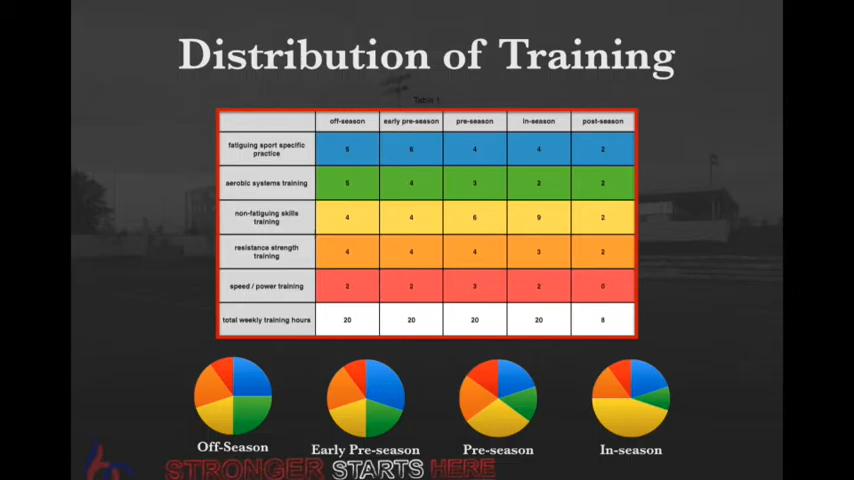 Distribution of Training
Table 1
off-season early pre-season pre-season in-season post-season
fatiguing sport specific
practice 5 6 4 4 2
aerobic systems training 5 4 3 2 2
non-fatiguing skills
training 4 4 6 9 2
resistance strength
training 4 4 4 3 2
speed / power training 2 2 3 2 0
total weekly training hours 20 20 20 20 8
Off-Season Early Pre-season Pre-season In-season
STRONGER STARTS HERE